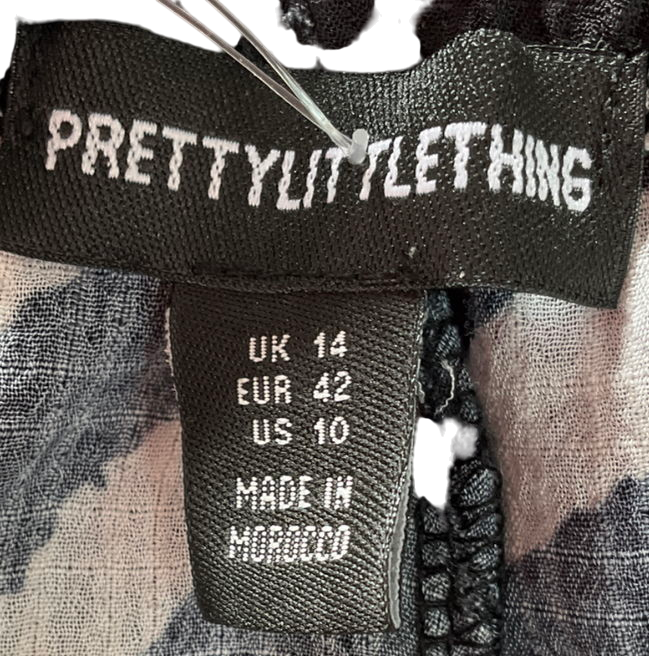 PRETTYLITTLETHING
UK 14
EUR 42
US 10
MADE IN
MOROCCO